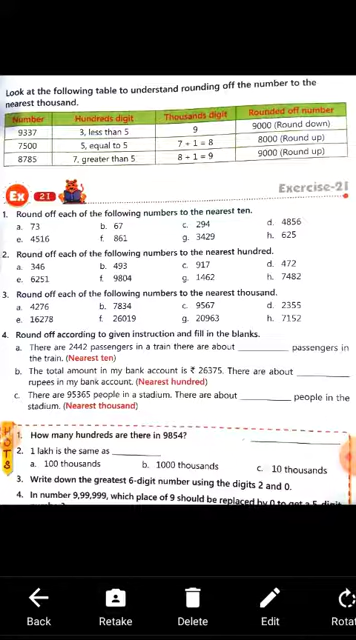 Look at the following table to understand rounding off the number to the
nearest thousand.
Number Hundreds digit Thousands digit Rounded off number
9337 3, less than 5 9 9000 (Round down)
7500 5, equal to 5 7 + 1 = 8 8000 (Round up)
8785 7, greater than 5 8 + 1 = 9 9000 (Round up)
Ex 21 Exercise-21
1. Round off each of the following numbers to the nearest ten.
a. 73 b. 67 c. 294 d. 4856
e. 4516 f. 861 g. 3429 h. 625
2. Round off each of the following numbers to the nearest hundred.
a. 346 b. 493 c. 917 d. 472
e. 6251 f. 9804 g. 1462 h. 7482
3. Round off each of the following numbers to the nearest thousand.
a. 4276 b. 7834 c. 9567 d. 2355
e. 16278 f. 26019 g. 20963 h. 7152
4. Round off according to given instruction and fill in the blanks.
a. There are 2442 passengers in a train there are about ________ passengers in
the train. (Nearest ten)
b. The total amount in my bank account is ₹ 26375. There are about ________
rupees in my bank account. (Nearest hundred)
c. There are 95365 people in a stadium. There are about ________ people in the
stadium. (Nearest thousand)
HOTS
1. How many hundreds are there in 9854? ________
2. 1 lakh is the same as ________
a. 100 thousands b. 1000 thousands c. 10 thousands
3. Write down the greatest 6-digit number using the digits 2 and 0.
4. In number 9,99,999, which place of 9 should be replaced by 0 to get a 5-digit
Back Retake Delete Edit Rotat